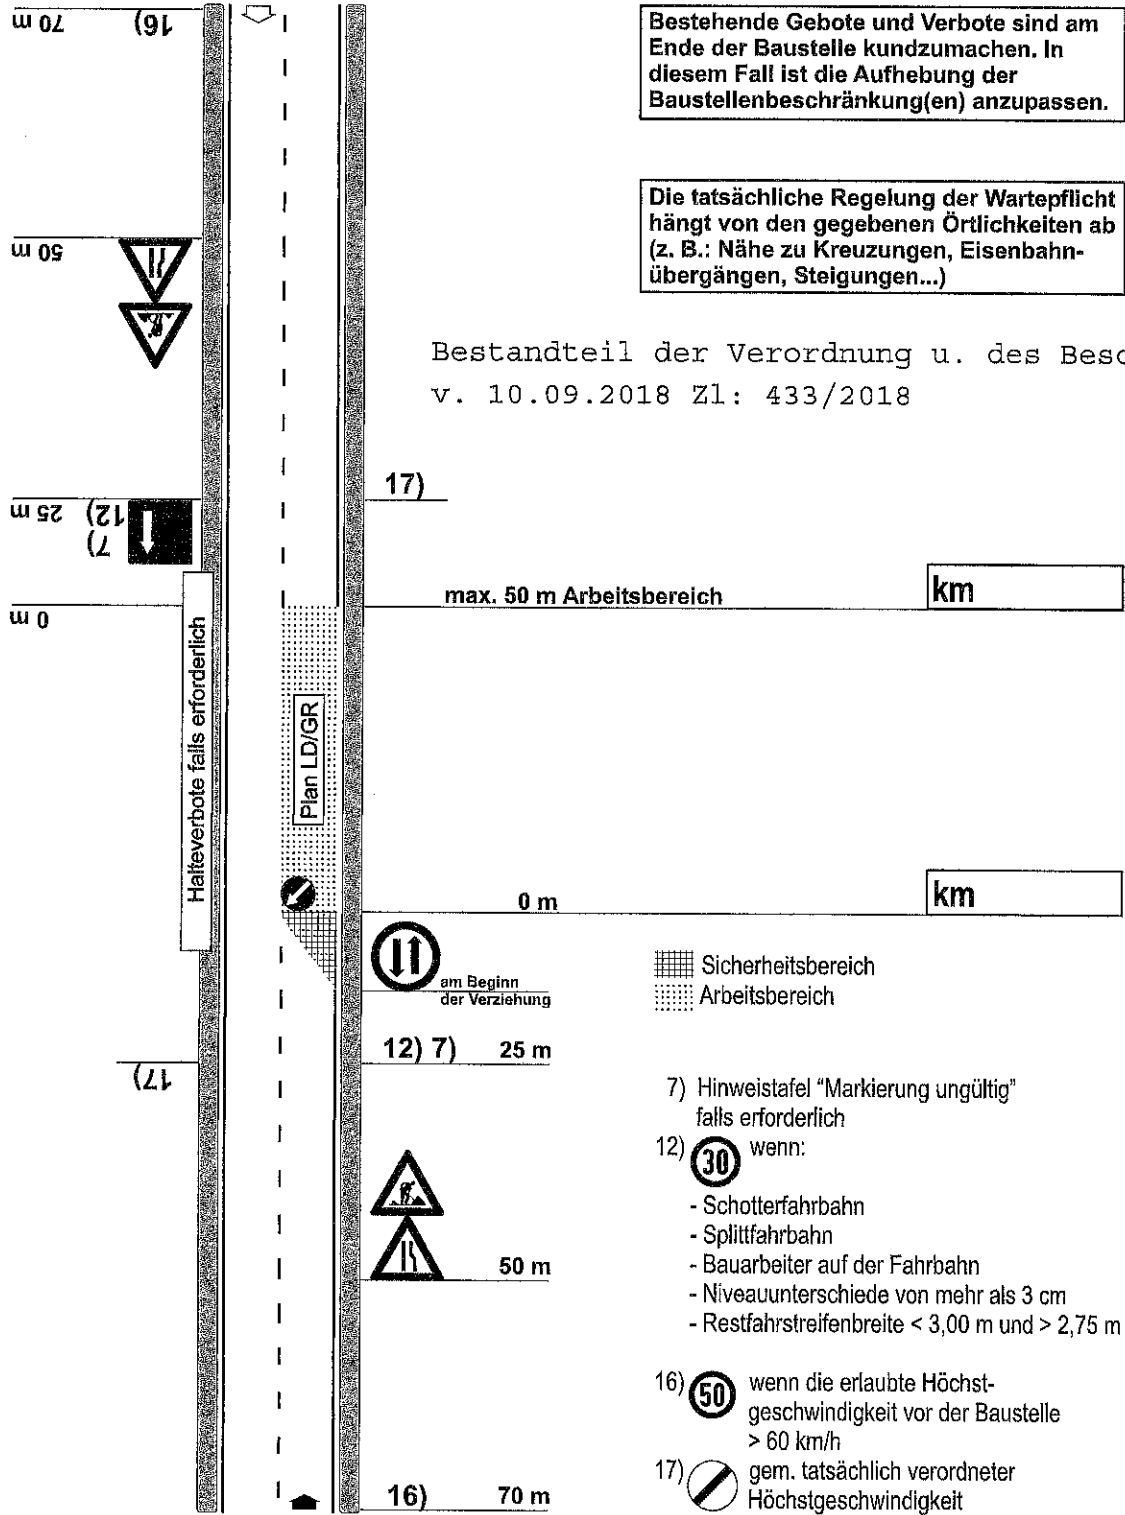 70 m
16)
Bestehende Gebote und Verbote sind am
Ende der Baustelle kundzumachen. In
diesem Fall ist die Aufhebung der
Baustellenbeschränkung(en) anzupassen.
Die tatsächliche Regelung der Wartepflicht
hängt von den gegebenen Örtlichkeiten ab
(z. B.: Nähe zu Kreuzungen, Eisenbahn-
übergängen, Steigungen...)
50 m
Bestandteil der Verordnung u. des
v. 10.09.2018 Zl: 433/2018
17)
25 m
12)
7)
max. 50 m Arbeitsbereich
km
0 m
Halteverbote falls erforderlich
Plan LD/GR
0 m
km
am Beginn
der Verziehung
Sicherheitsbereich
Arbeitsbereich
12) 7) 25 m
17)
7) Hinweistafel "Markierung ungültig"
falls erforderlich
12) 30 wenn:
- Schotterfahrbahn
- Splittfahrbahn
- Bauarbeiter auf der Fahrbahn
- Niveauunterschiede von mehr als 3 cm
- Restfahrstreifenbreite < 3,00 m und > 2,75 m
50 m
16) 50 wenn die erlaubte Höchst-
geschwindigkeit vor der Baustelle
> 60 km/h
17) gem. tatsächlich verordneter
Höchstgeschwindigkeit
16) 70 m